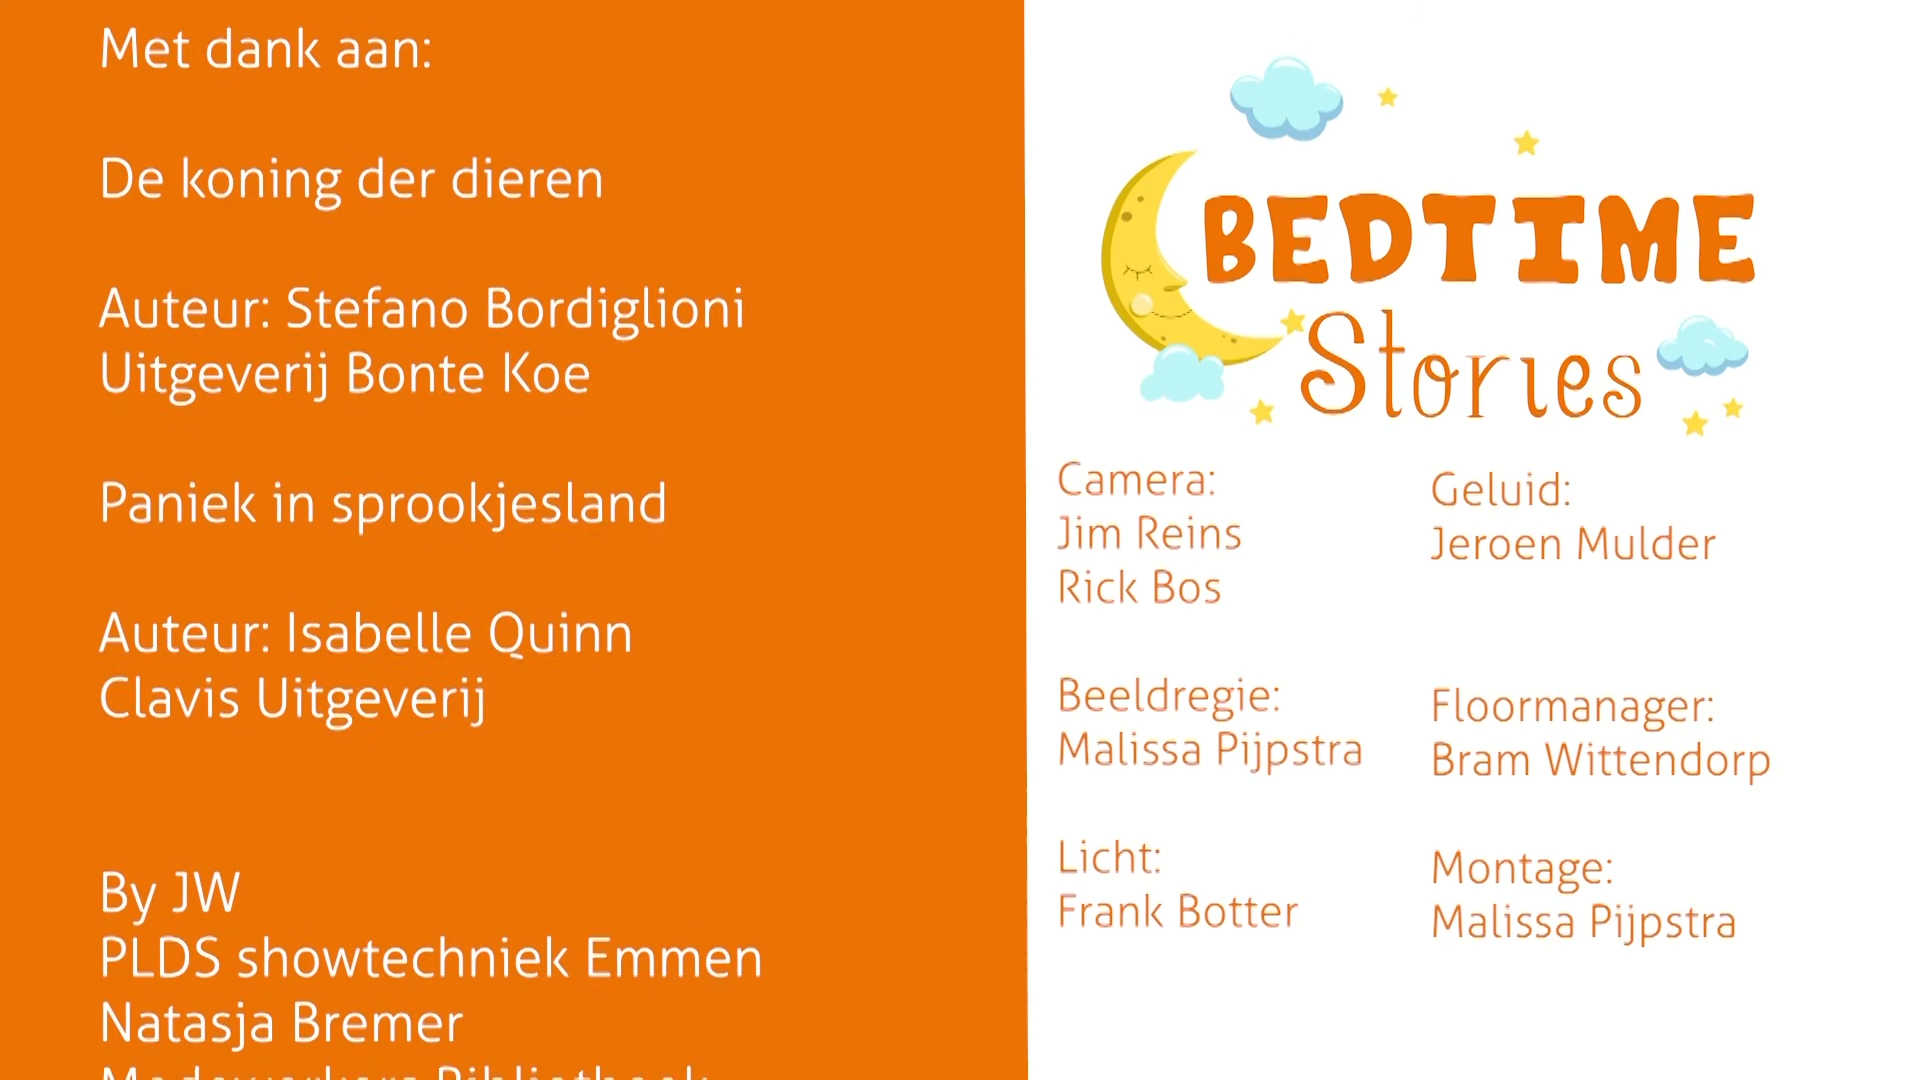 Met dank aan:
De koning der dieren
Auteur: Stefano Bordiglioni
Uitgeverij Bonte Koe
Paniek in sprookjesland
Auteur: Isabelle Quinn
Clavis Uitgeverij
By JW
PLDS showtechniek Emmen
Natasja Bremer
Medewerkers Bibliotheek
BEDTIME
Stories
Camera:
Jim Reins
Rick Bos
Geluid:
Jeroen Mulder
Beeldregie:
Malissa Pijpstra
Floormanager:
Bram Wittendorp
Licht:
Frank Botter
Montage:
Malissa Pijpstra